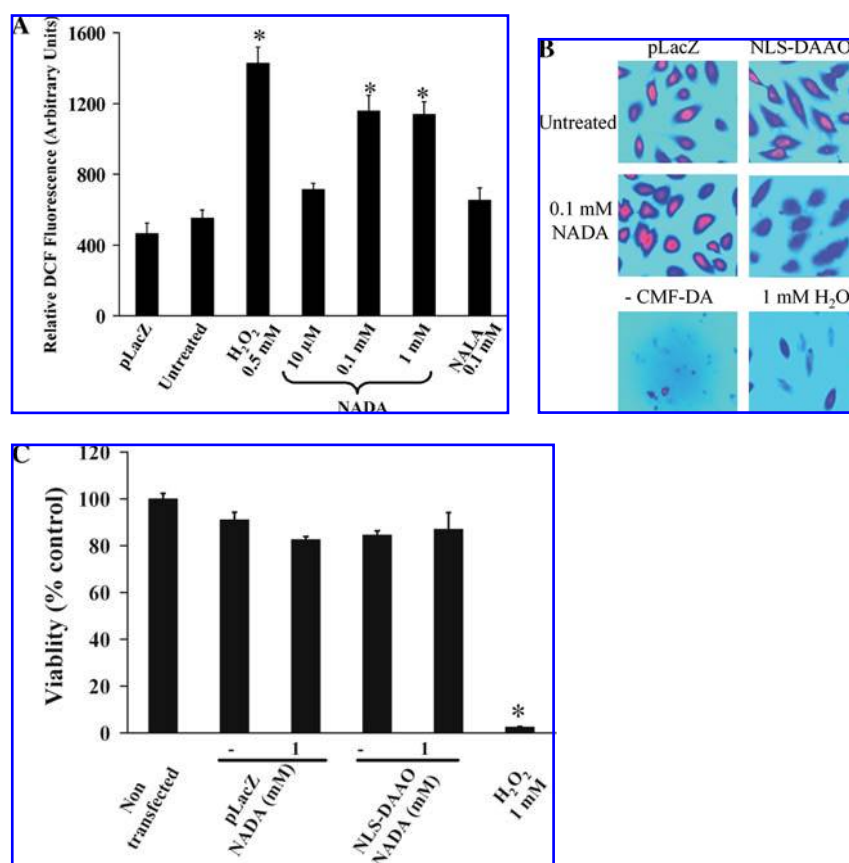 A
Relative DCF Fluorescence (Arbitrary Units)
1600
1200
800
400
0
pLacZ
Untreated
H₂O₂
0.5 mM
10 µM
0.1 mM
1 mM
NADA
NALA
0.1 mM
B
pLacZ
NLS-DAAO
Untreated
0.1 mM
NADA
- CMF-DA
1 mM H₂O
C
Viablity (% control)
120
100
80
60
40
20
0
Non
transfected
-
1
pLacZ
NADA (mM)
-
1
NLS-DAAO
NADA (mM)
H₂O₂
1 mM
*
*
*
*